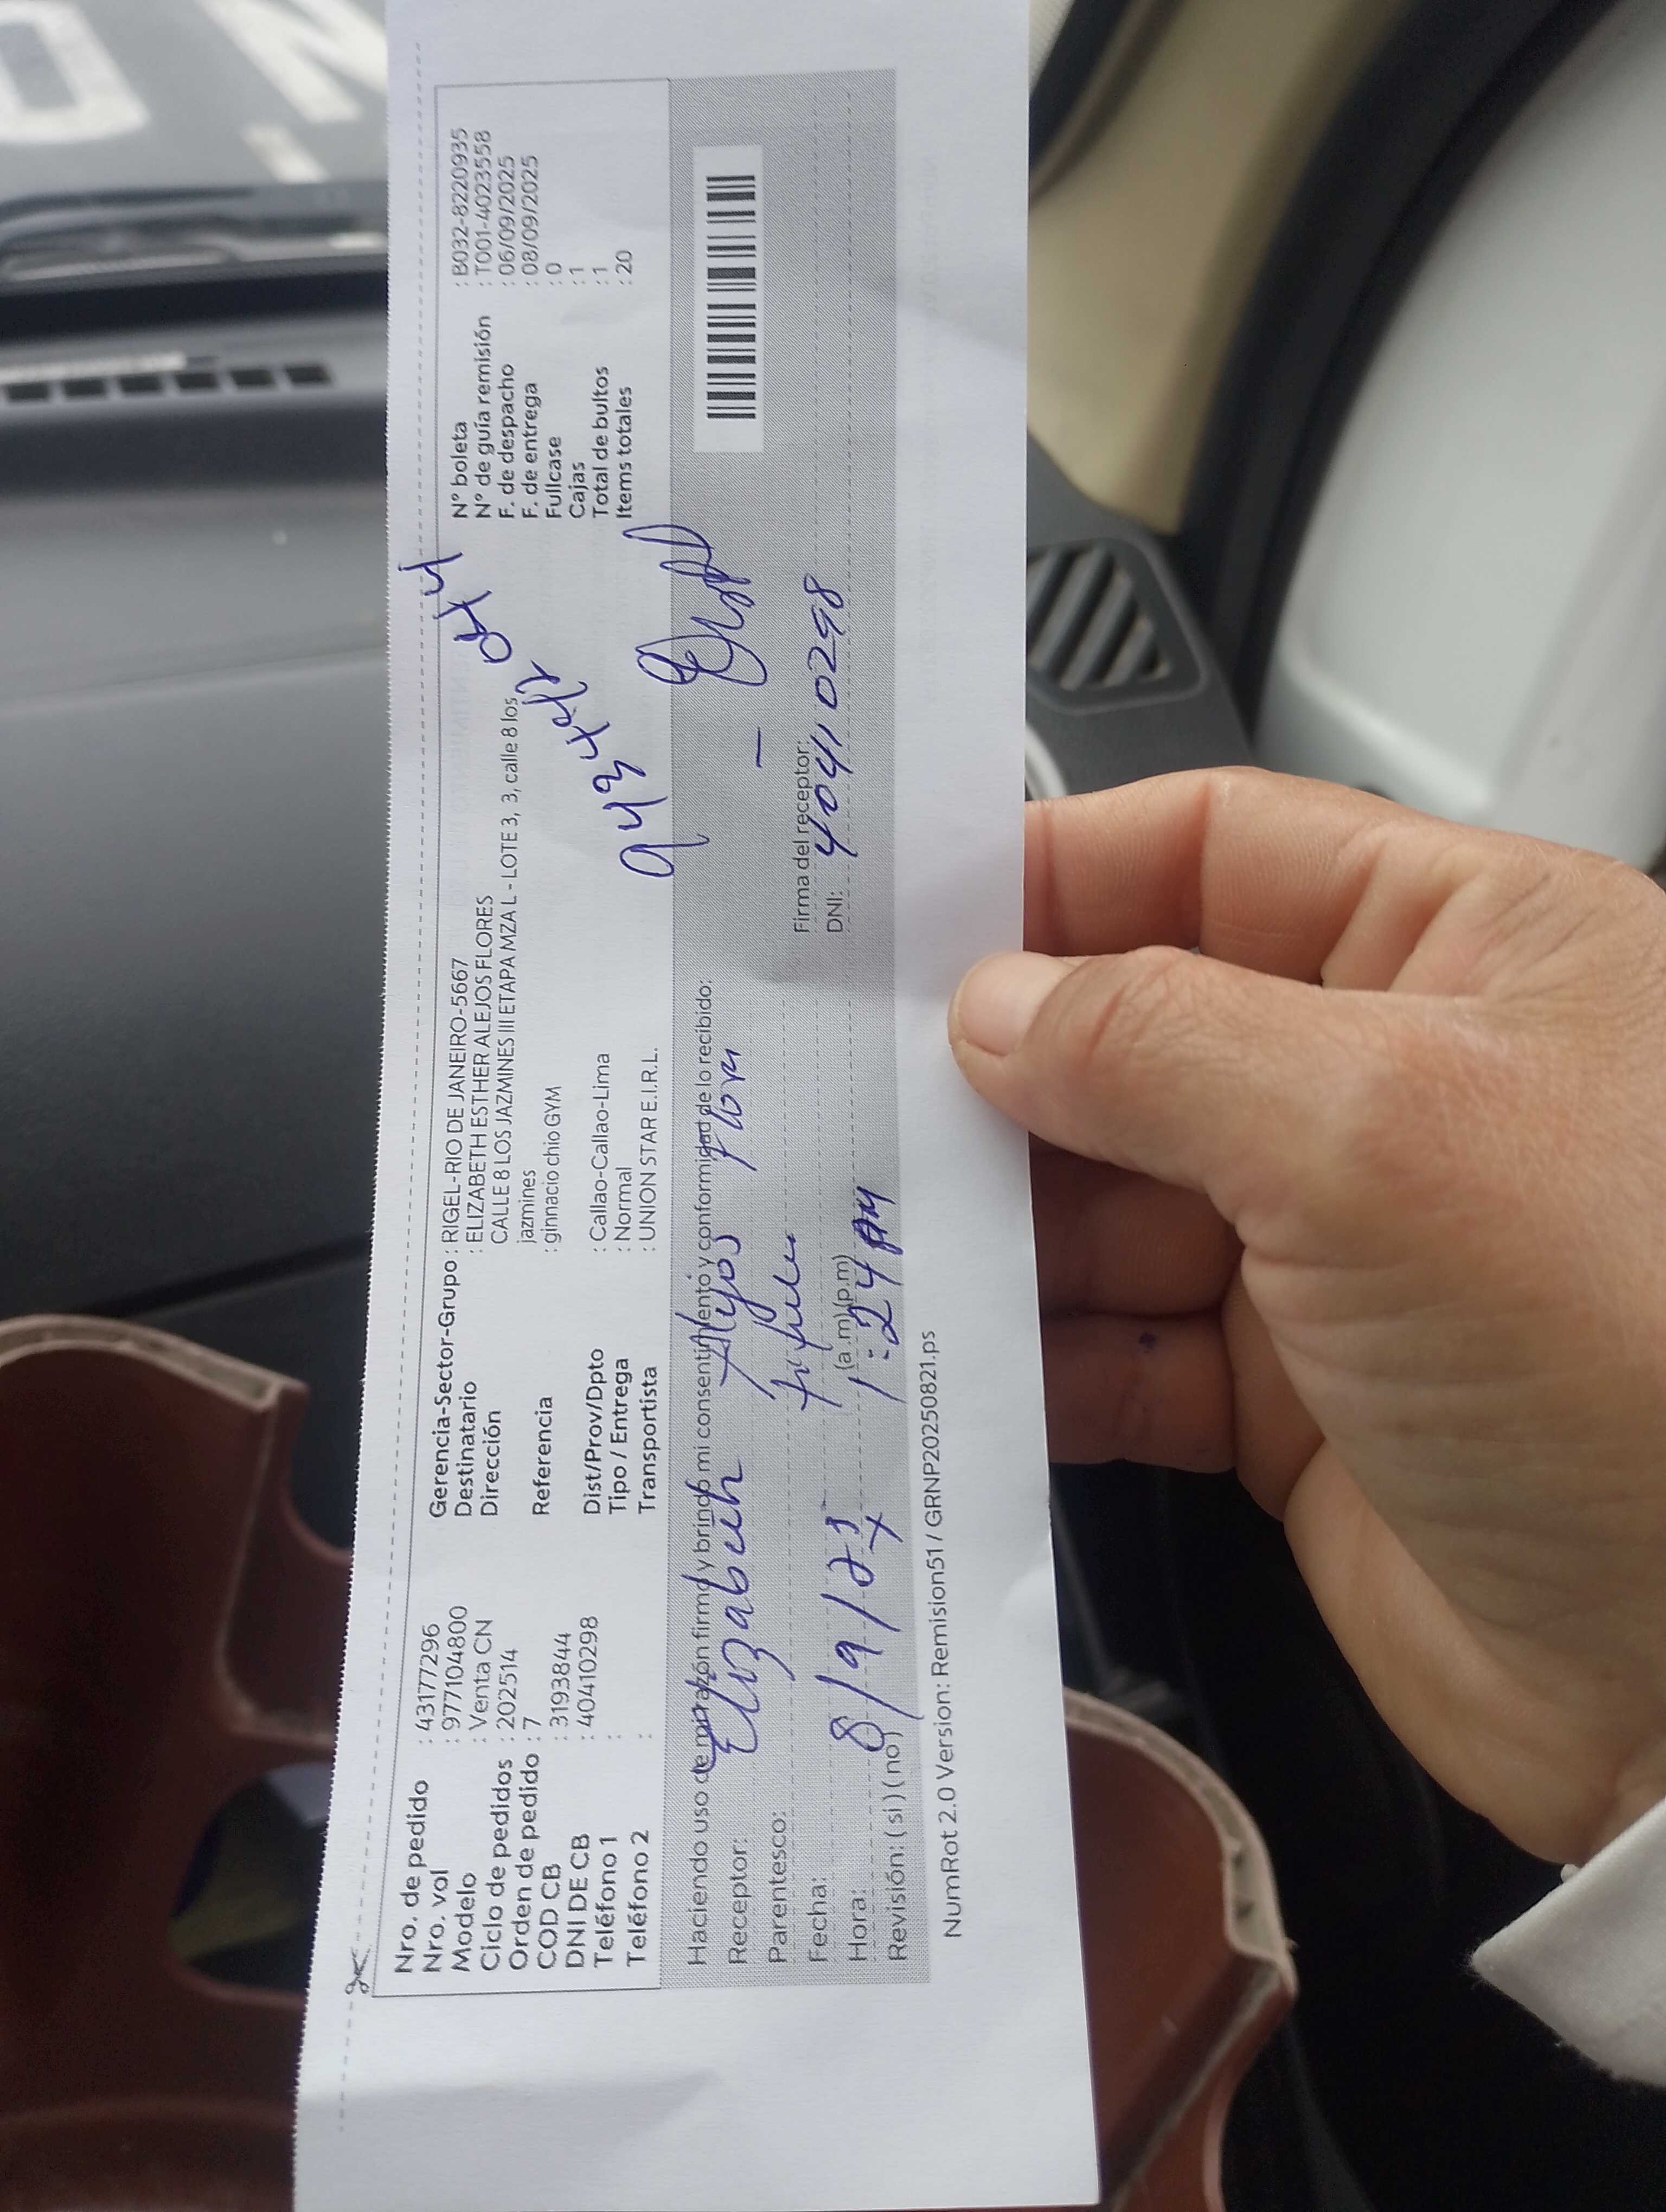 Nro. de pedido : 43177296
Nro. vol : 977104800
Modelo : Venta CN
Ciclo de pedidos : 202514
Orden de pedido : 7
COD CB : 3193844
DNI DE CB : 40410298
Teléfono 1 :
Teléfono 2 :
Gerencia-Sector-Grupo : RIGEL-RIO DE JANEIRO-5667
Destinatario : ELIZABETH ESTHER ALEJOS FLORES
Dirección CALLE 8 LOS JAZMINES III ETAPA MZA L - LOTE 3, 3, calle 8 los
jazmines
Referencia : ginnacio chio GYM
Dist/Prov/Dpto : Callao-Callao-Lima
Tipo / Entrega : Normal
Transportista : UNION STAR E.I.R.L.
N° boleta : B032-8220935
N° de guía remisión : T001-4023558
F. de despacho : 06/09/2025
F. de entrega : 08/09/2025
Fullcase : 0
Cajas : 1
Total de bultos : 1
Items totales : 20
Haciendo uso de mi razón firmo y brindo mi consentimiento y conformidad de lo recibido:
Receptor: Elizabeth Alejos
Parentesco:
Fecha: 8/9/25
Hora: (a.m)(p.m) 1:24 PM
Revisión: (si) (no) X
Firma del receptor:
DNI: 40410298
NumRot 2.0 Version: Remision51 / GRNP20250821.ps